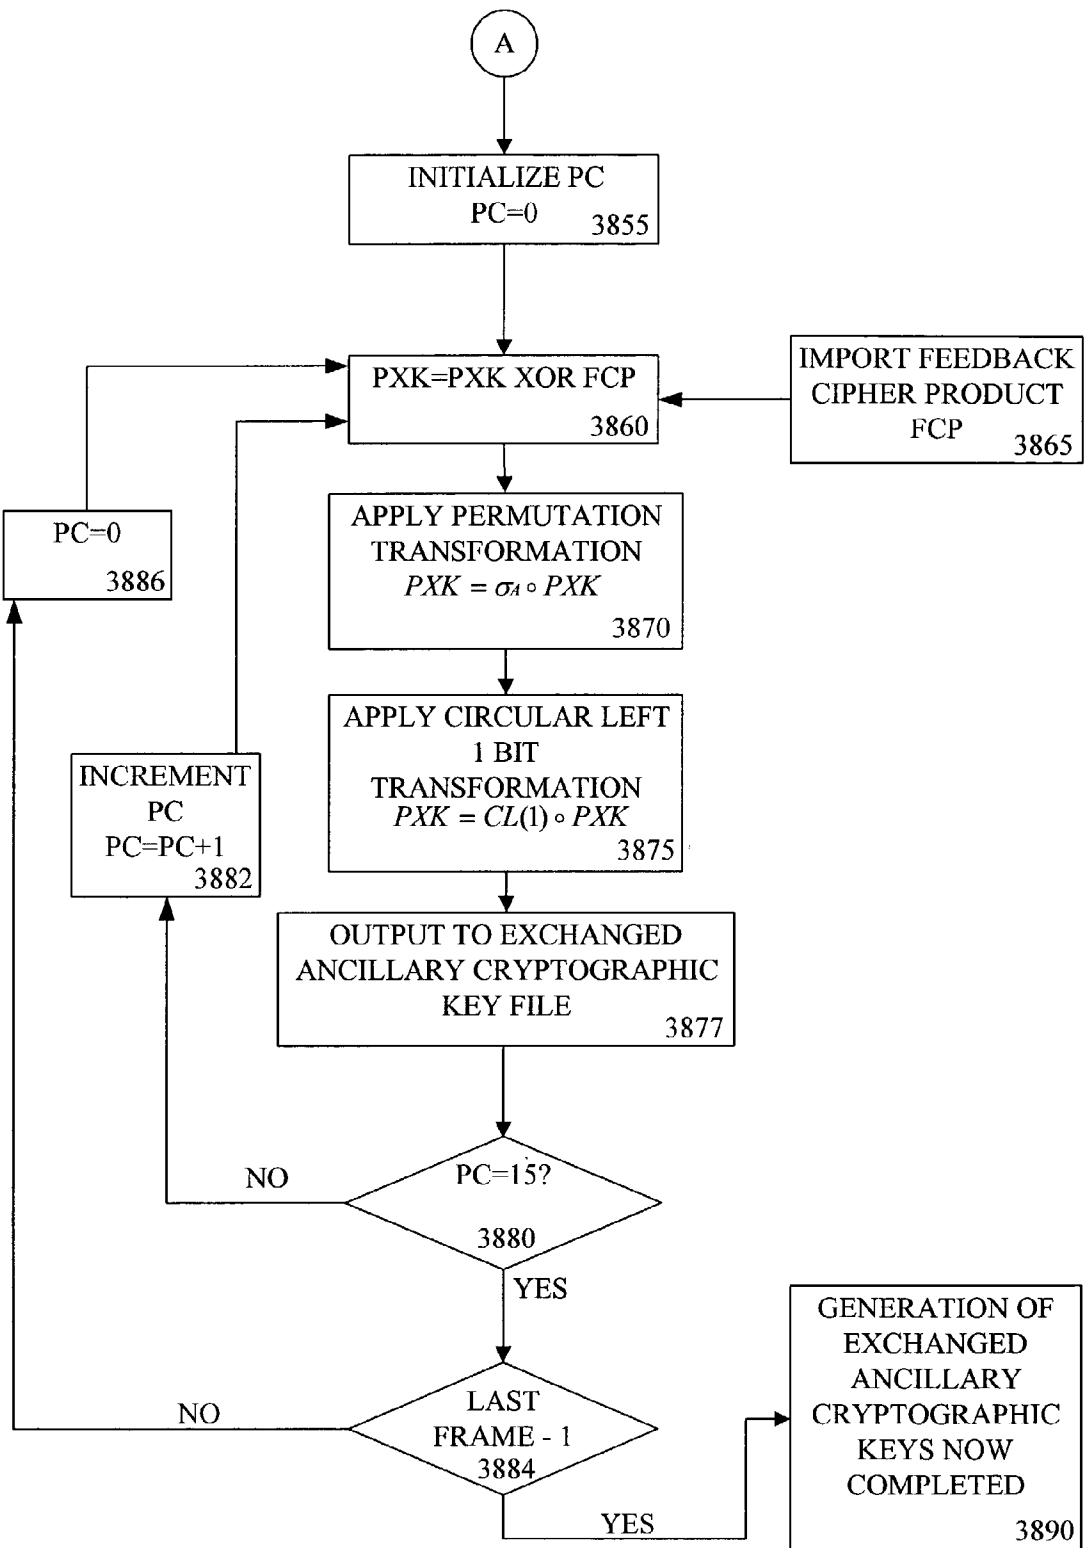 A
INITIALIZE PC
PC=0
3855
PXK=PXK XOR FCP
3860
IMPORT FEEDBACK
CIPHER PRODUCT
FCP
3865
PC=0
3886
APPLY PERMUTATION
TRANSFORMATION
PXK = σA ∘ PXK
3870
APPLY CIRCULAR LEFT
1 BIT
TRANSFORMATION
PXK = CL(1) ∘ PXK
3875
INCREMENT
PC
PC=PC+1
3882
OUTPUT TO EXCHANGED
ANCILLARY CRYPTOGRAPHIC
KEY FILE
3877
NO
PC=15?
3880
YES
NO
LAST
FRAME - 1
3884
YES
GENERATION OF
EXCHANGED
ANCILLARY
CRYPTOGRAPHIC
KEYS NOW
COMPLETED
3890